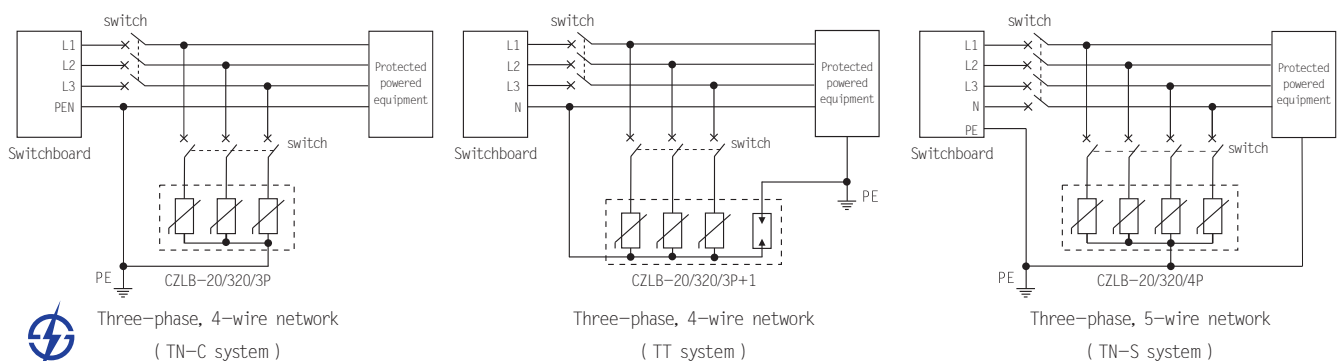 switch
L1
L2
L3
PEN
Protected
powered
equipment
Switchboard
switch
PE
CZLB-20/320/3P
Three-phase, 4-wire network
( TN-C system )
switch
L1
L2
L3
N
Protected
powered
equipment
Switchboard
switch
PE
CZLB-20/320/3P+1
Three-phase, 4-wire network
( TT system )
switch
L1
L2
L3
N
PE
Protected
powered
equipment
Switchboard
switch
PE
CZLB-20/320/4P
Three-phase, 5-wire network
( TN-S system )